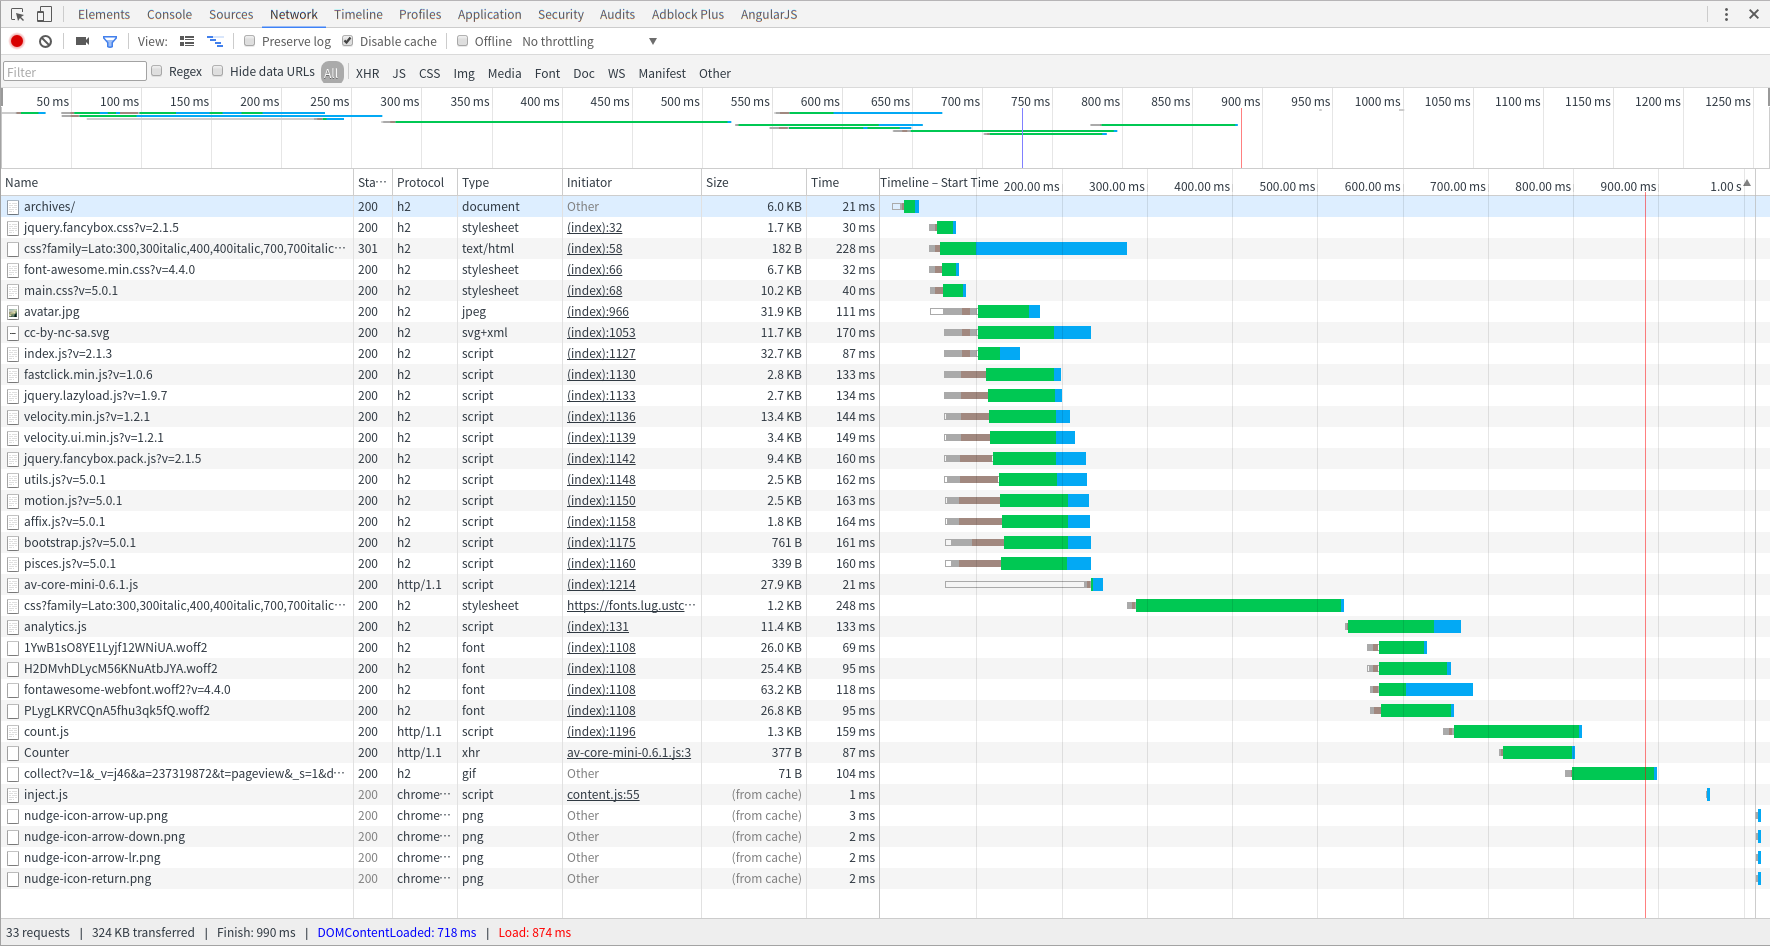 Elements Console Sources Network Timeline Profiles Application Security Audits Adblock Plus AngularJS
View: Preserve log Disable cache Offline No throttling
Filter Regex Hide data URLs All XHR JS CSS Img Media Font Doc WS Manifest Other
50 ms 100 ms 150 ms 200 ms 250 ms 300 ms 350 ms 400 ms 450 ms 500 ms 550 ms 600 ms 650 ms 700 ms 750 ms 800 ms 850 ms 900 ms 950 ms 1000 ms 1050 ms 1100 ms 1150 ms 1200 ms 1250 ms
Name Sta··· Protocol Type Initiator Size Time Timeline – Start Time 200.00 ms 300.00 ms 400.00 ms 500.00 ms 600.00 ms 700.00 ms 800.00 ms 900.00 ms 1.00 s
archives/ 200 h2 document Other 6.0 KB 21 ms
jquery.fancybox.css?v=2.1.5 200 h2 stylesheet (index):32 1.7 KB 30 ms
css?family=Lato:300,300italic,400,400italic,700,700italic··· 301 h2 text/html (index):58 182 B 228 ms
font-awesome.min.css?v=4.4.0 200 h2 stylesheet (index):66 6.7 KB 32 ms
main.css?v=5.0.1 200 h2 stylesheet (index):68 10.2 KB 40 ms
avatar.jpg 200 h2 jpeg (index):966 31.9 KB 111 ms
cc-by-nc-sa.svg 200 h2 svg+xml (index):1053 11.7 KB 170 ms
index.js?v=2.1.3 200 h2 script (index):1127 32.7 KB 87 ms
fastclick.min.js?v=1.0.6 200 h2 script (index):1130 2.8 KB 133 ms
jquery.lazyload.js?v=1.9.7 200 h2 script (index):1133 2.7 KB 134 ms
velocity.min.js?v=1.2.1 200 h2 script (index):1136 13.4 KB 144 ms
velocity.ui.min.js?v=1.2.1 200 h2 script (index):1139 3.4 KB 149 ms
jquery.fancybox.pack.js?v=2.1.5 200 h2 script (index):1142 9.4 KB 160 ms
utils.js?v=5.0.1 200 h2 script (index):1148 2.5 KB 162 ms
motion.js?v=5.0.1 200 h2 script (index):1150 2.5 KB 163 ms
affix.js?v=5.0.1 200 h2 script (index):1158 1.8 KB 164 ms
bootstrap.js?v=5.0.1 200 h2 script (index):1175 761 B 161 ms
pisces.js?v=5.0.1 200 h2 script (index):1160 339 B 160 ms
av-core-mini-0.6.1.js 200 http/1.1 script (index):1214 27.9 KB 21 ms
css?family=Lato:300,300italic,400,400italic,700,700italic··· 200 h2 stylesheet https://fonts.lug.ustc··· 1.2 KB 248 ms
analytics.js 200 h2 script (index):131 11.4 KB 133 ms
1YwB1sO8YE1Lyjf12WNiUA.woff2 200 h2 font (index):1108 26.0 KB 69 ms
H2DMvhDLycM56KNuAtbJYA.woff2 200 h2 font (index):1108 25.4 KB 95 ms
fontawesome-webfont.woff2?v=4.4.0 200 h2 font (index):1108 63.2 KB 118 ms
PLygLKRVCQnA5fhu3qk5fQ.woff2 200 h2 font (index):1108 26.8 KB 95 ms
count.js 200 http/1.1 script (index):1196 1.3 KB 159 ms
Counter 200 http/1.1 xhr av-core-mini-0.6.1.js:3 377 B 87 ms
collect?v=1&_v=j46&a=237319872&t=pageview&_s=1&d··· 200 h2 gif Other 71 B 104 ms
inject.js 200 chrome··· script content.js:55 (from cache) 1 ms
nudge-icon-arrow-up.png 200 chrome··· png Other (from cache) 3 ms
nudge-icon-arrow-down.png 200 chrome··· png Other (from cache) 2 ms
nudge-icon-arrow-lr.png 200 chrome··· png Other (from cache) 2 ms
nudge-icon-return.png 200 chrome··· png Other (from cache) 2 ms
33 requests | 324 KB transferred | Finish: 990 ms | DOMContentLoaded: 718 ms | Load: 874 ms